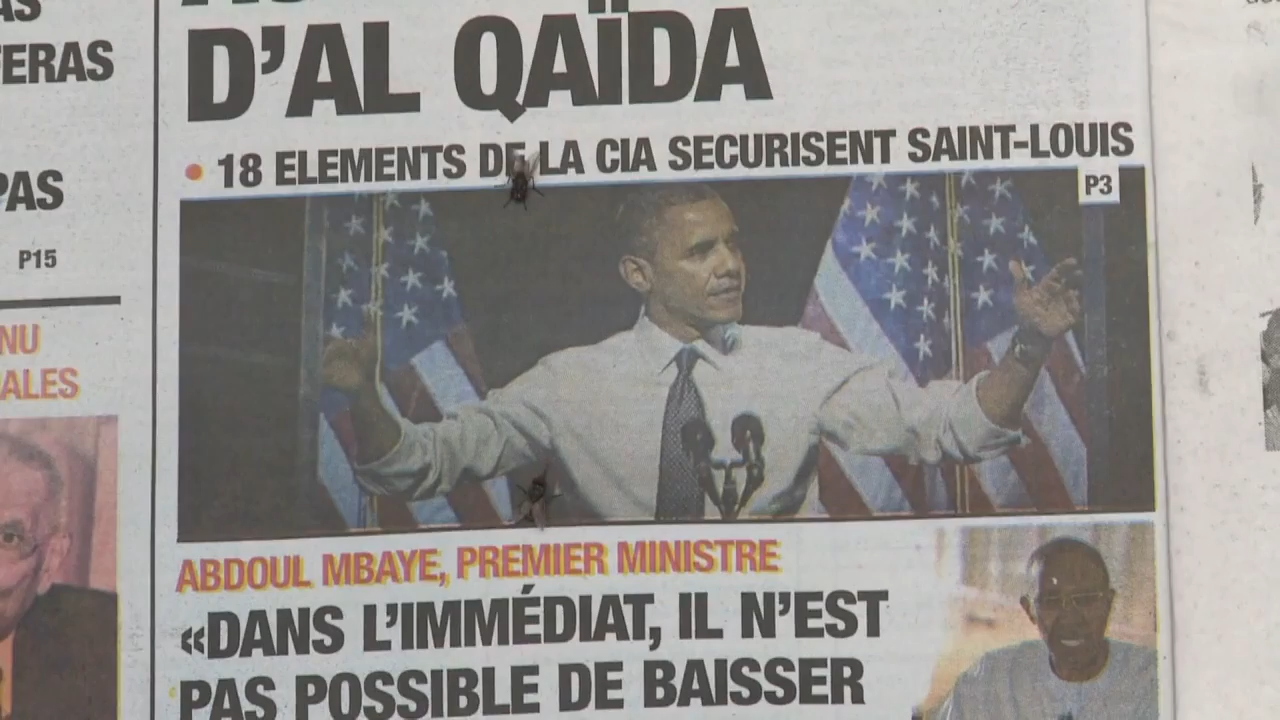 ERAS
PAS
P15
NU
ALES
D'AL QAÏDA
18 ELEMENTS DE LA CIA SECURISENT SAINT-LOUIS
P3
ABDOUL MBAYE, PREMIER MINISTRE
«DANS L'IMMÉDIAT, IL N'EST
PAS POSSIBLE DE BAISSER